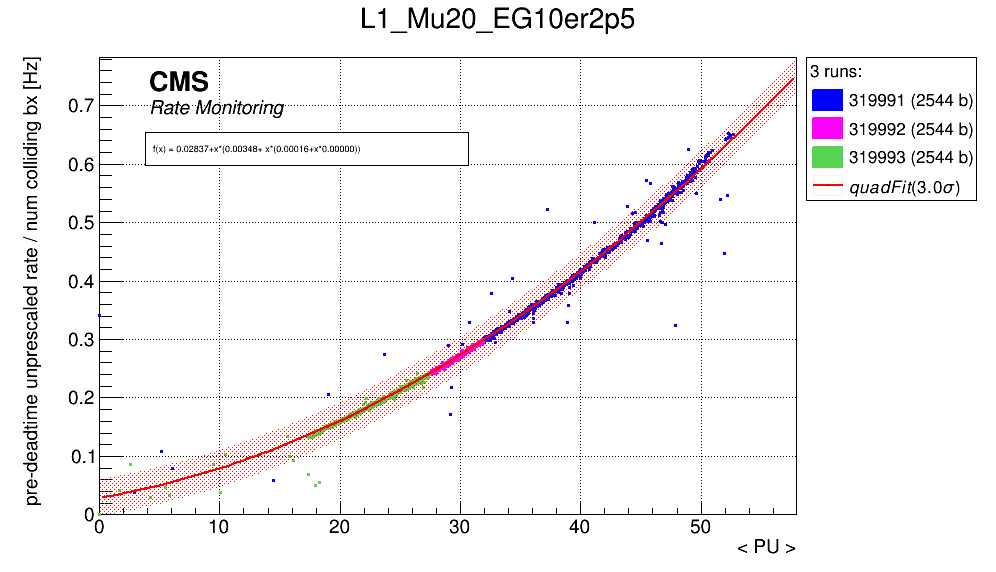 L1_Mu20_EG10er2p5
pre-deadtime unprescaled rate / num colliding bx [Hz]
CMS
Rate Monitoring
f(x) = 0.02837+x*(0.00348+ x*(0.00016+x*0.00000))
0.7
0.6
0.5
0.4
0.3
0.2
0.1
0
0 10 20 30 40 50
< PU >
3 runs:
319991 (2544 b)
319992 (2544 b)
319993 (2544 b)
quadFit(3.0σ)